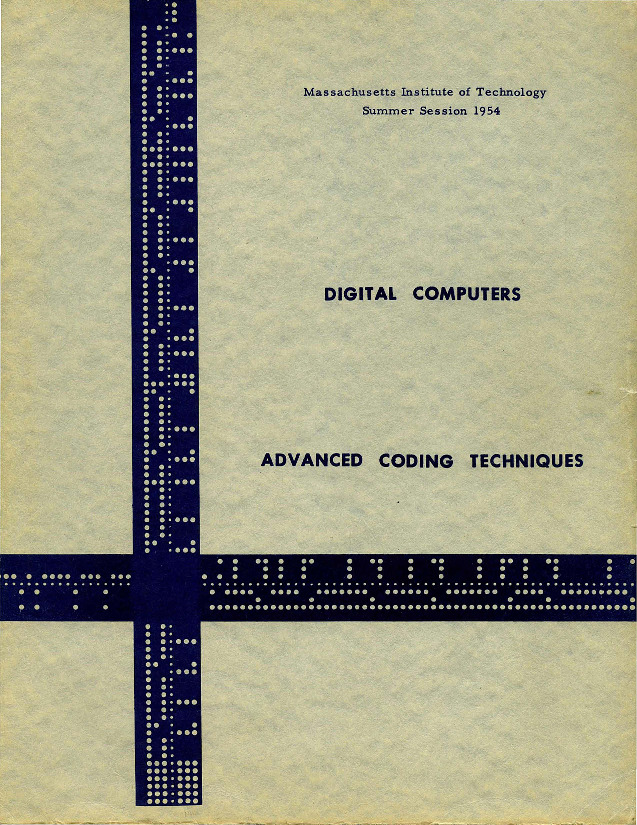 Massachusetts Institute of Technology
Summer Session 1954
DIGITAL COMPUTERS
ADVANCED CODING TECHNIQUES